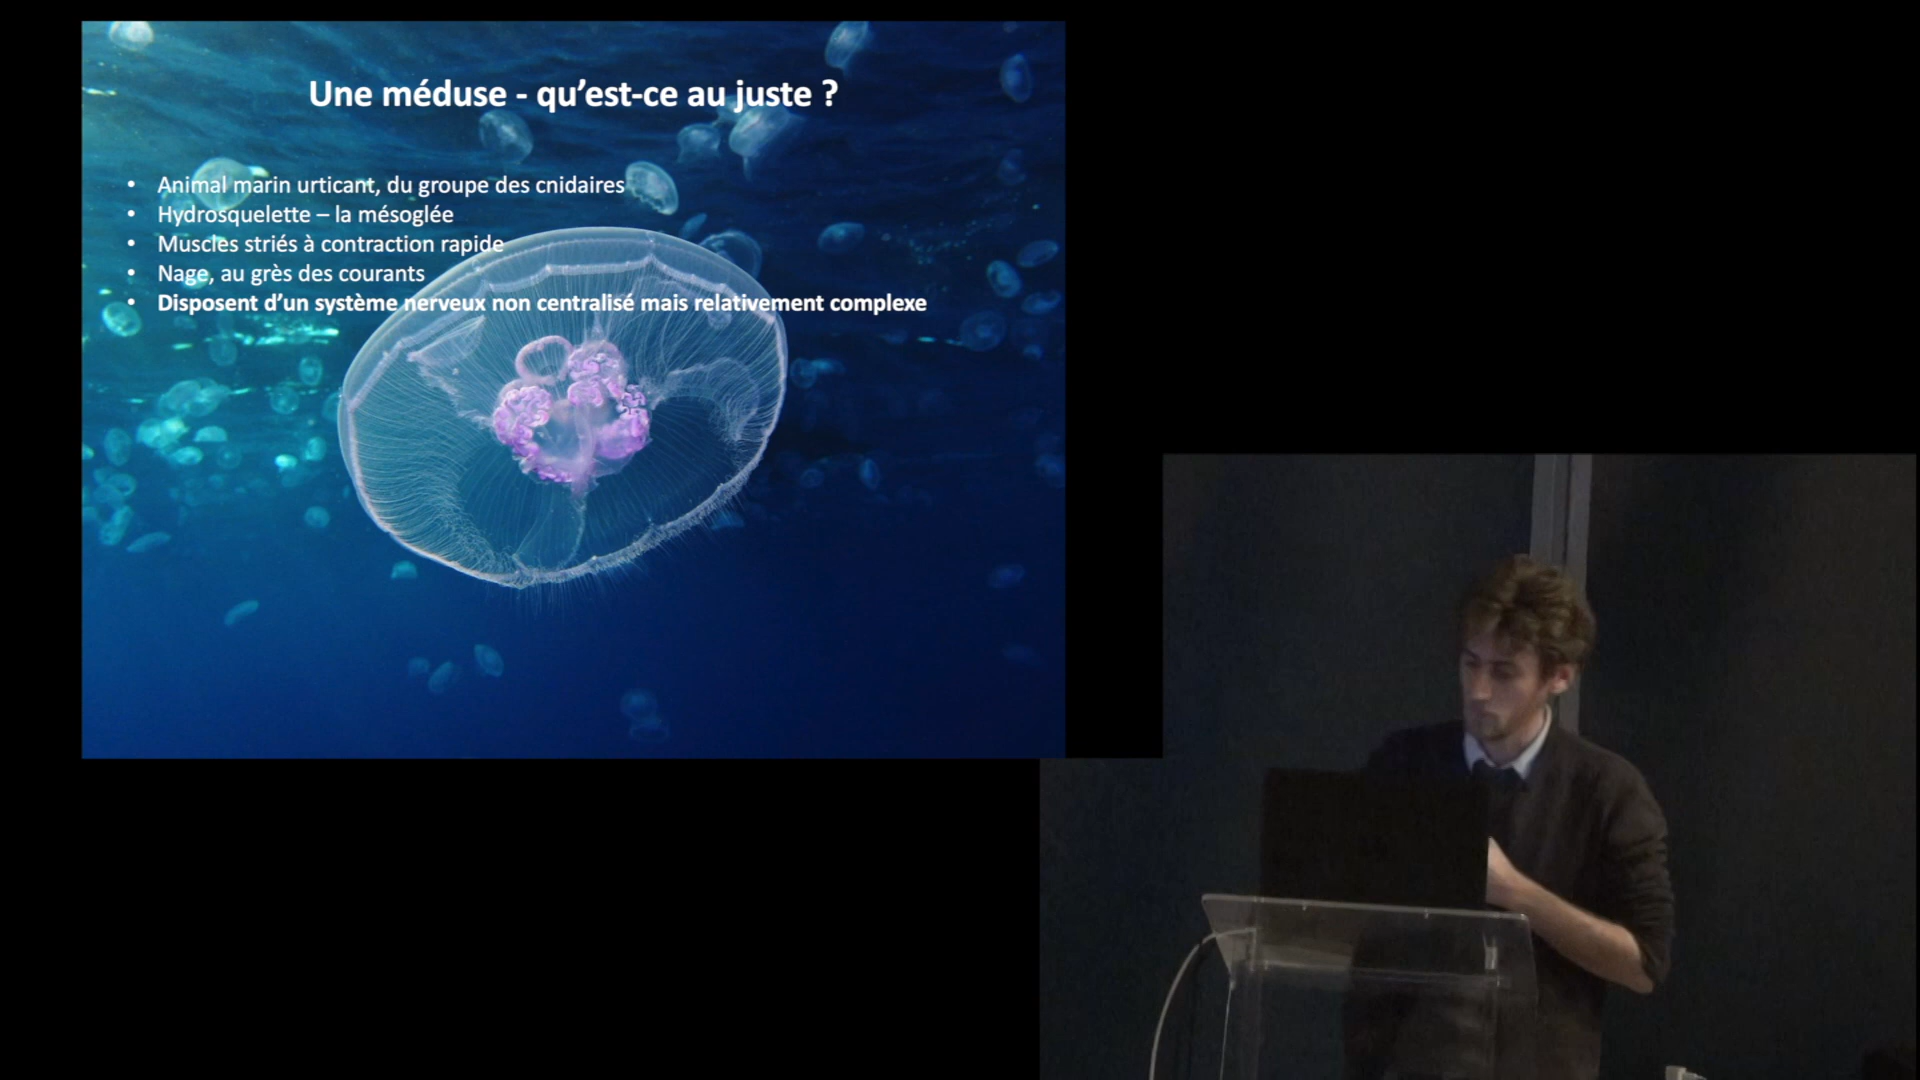 Une méduse - qu’est-ce au juste ?
• Animal marin urticant, du groupe des cnidaires
• Hydrosquelette – la mésoglée
• Muscles striés à contraction rapide
• Nage, au grès des courants
• Disposent d’un système nerveux non centralisé mais relativement complexe